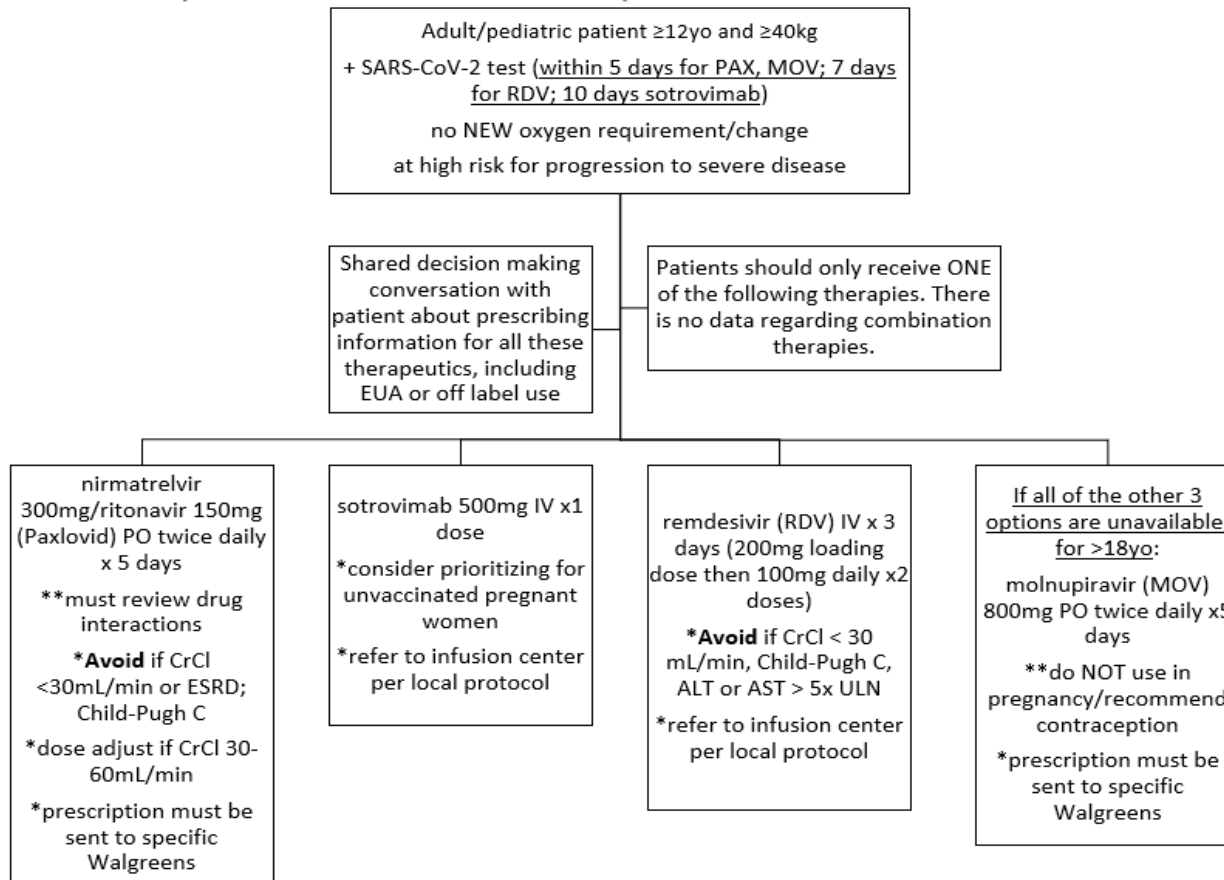 Adult/pediatric patient ≥12yo and ≥40kg
+ SARS-CoV-2 test (within 5 days for PAX, MOV; 7 days
for RDV; 10 days sotrovimab)
no NEW oxygen requirement/change
at high risk for progression to severe disease
Shared decision making
conversation with
patient about prescribing
information for all these
therapeutics, including
EUA or off label use
Patients should only receive ONE
of the following therapies. There
is no data regarding combination
therapies.
nirmatrelvir
300mg/ritonavir 150mg
(Paxlovid) PO twice daily
x 5 days
**must review drug
interactions
*Avoid if CrCl
<30mL/min or ESRD;
Child-Pugh C
*dose adjust if CrCl 30-
60mL/min
*prescription must be
sent to specific
Walgreens
sotrovimab 500mg IV x1
dose
*consider prioritizing for
unvaccinated pregnant
women
*refer to infusion center
per local protocol
remdesivir (RDV) IV x 3
days (200mg loading
dose then 100mg daily x2
doses)
*Avoid if CrCl < 30
mL/min, Child-Pugh C,
ALT or AST > 5x ULN
*refer to infusion center
per local protocol
If all of the other 3
options are unavailable
for >18yo:
molnupiravir (MOV)
800mg PO twice daily x5
days
**do NOT use in
pregnancy/recommend
contraception
*prescription must be
sent to specific
Walgreens